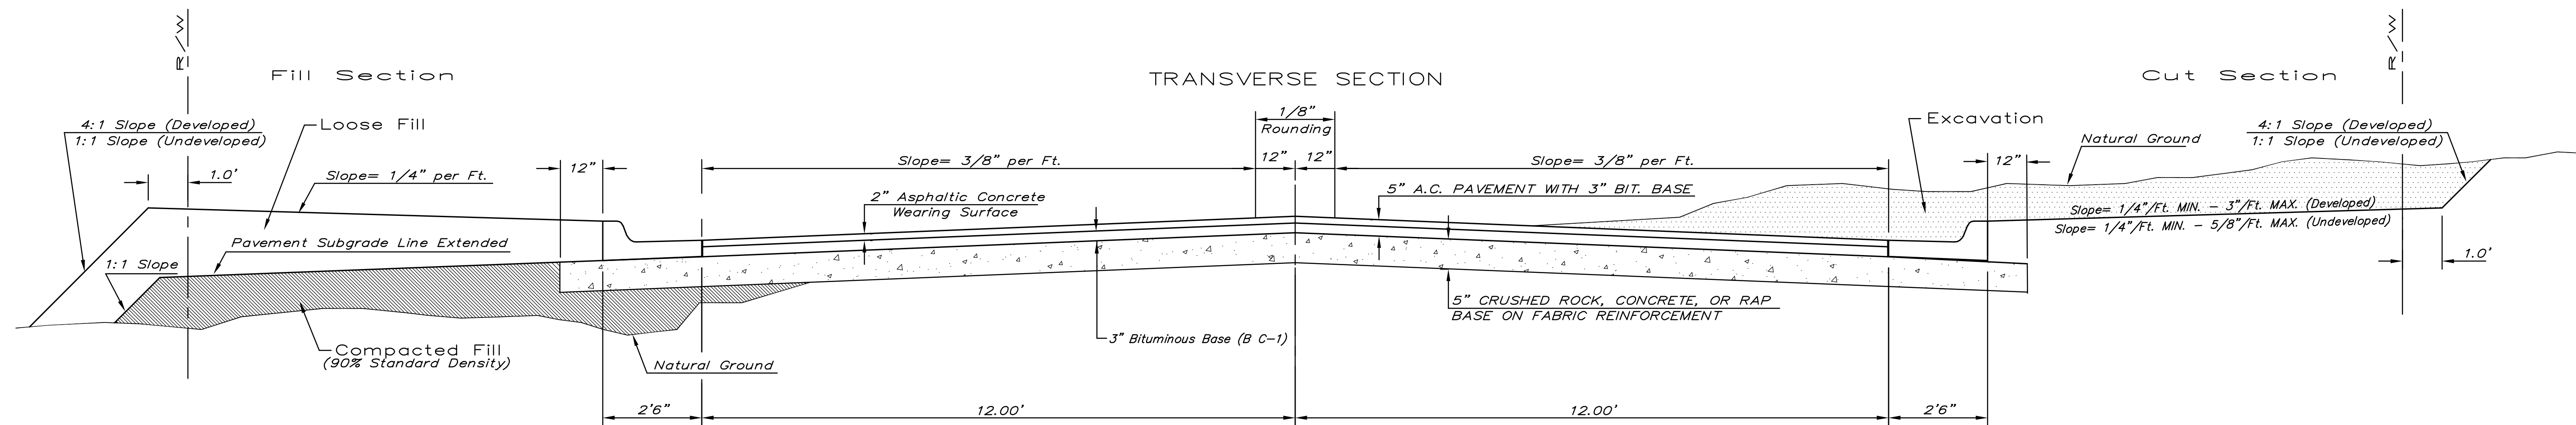 R/W
R/W
Fill Section
TRANSVERSE SECTION
Cut Section
1/8"
Rounding
4:1 Slope (Developed)
1:1 Slope (Undeveloped)
Loose Fill
Excavation
Natural Ground
4:1 Slope (Developed)
1:1 Slope (Undeveloped)
12"
Slope= 3/8" per Ft.
12"
12"
Slope= 3/8" per Ft.
12"
1.0'
Slope= 1/4" per Ft.
2" Asphaltic Concrete
Wearing Surface
5" A.C. PAVEMENT WITH 3" BIT. BASE
Slope= 1/4"/Ft. MIN. - 3"/Ft. MAX. (Developed)
Slope= 1/4"/Ft. MIN. - 5/8"/Ft. MAX. (Undeveloped)
Pavement Subgrade Line Extended
1:1 Slope
1.0'
5" CRUSHED ROCK, CONCRETE, OR RAP
BASE ON FABRIC REINFORCEMENT
3" Bituminous Base (B C-1)
Compacted Fill
(90% Standard Density)
Natural Ground
2'6"
12.00'
12.00'
2'6"